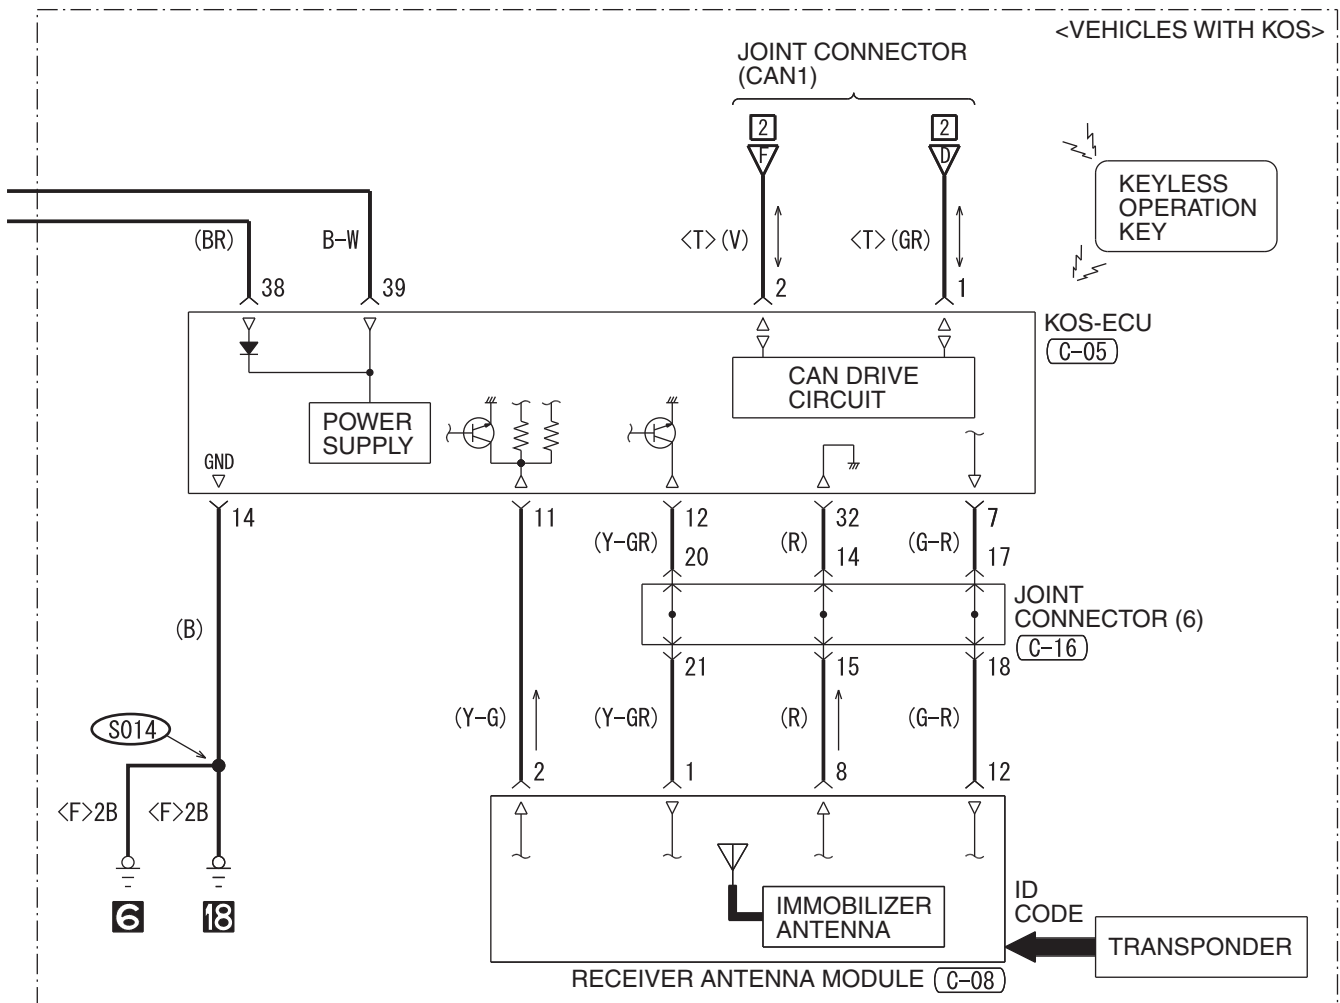 <VEHICLES WITH KOS>
JOINT CONNECTOR
(CAN1)
2
2
F
D
KEYLESS
OPERATION
KEY
(BR)
B-W
<T>(V)
<T>(GR)
38
39
2
1
KOS-ECU
C-05
CAN DRIVE
CIRCUIT
POWER
SUPPLY
GND
14
11
12
32
7
(Y-GR)
(R)
(G-R)
20
14
17
JOINT
CONNECTOR (6)
C-16
(B)
21
15
18
(Y-G)
(Y-GR)
(R)
(G-R)
S014
2
1
8
12
<F>2B
<F>2B
6
18
IMMOBILIZER
ANTENNA
ID
CODE
TRANSPONDER
RECEIVER ANTENNA MODULE
C-08